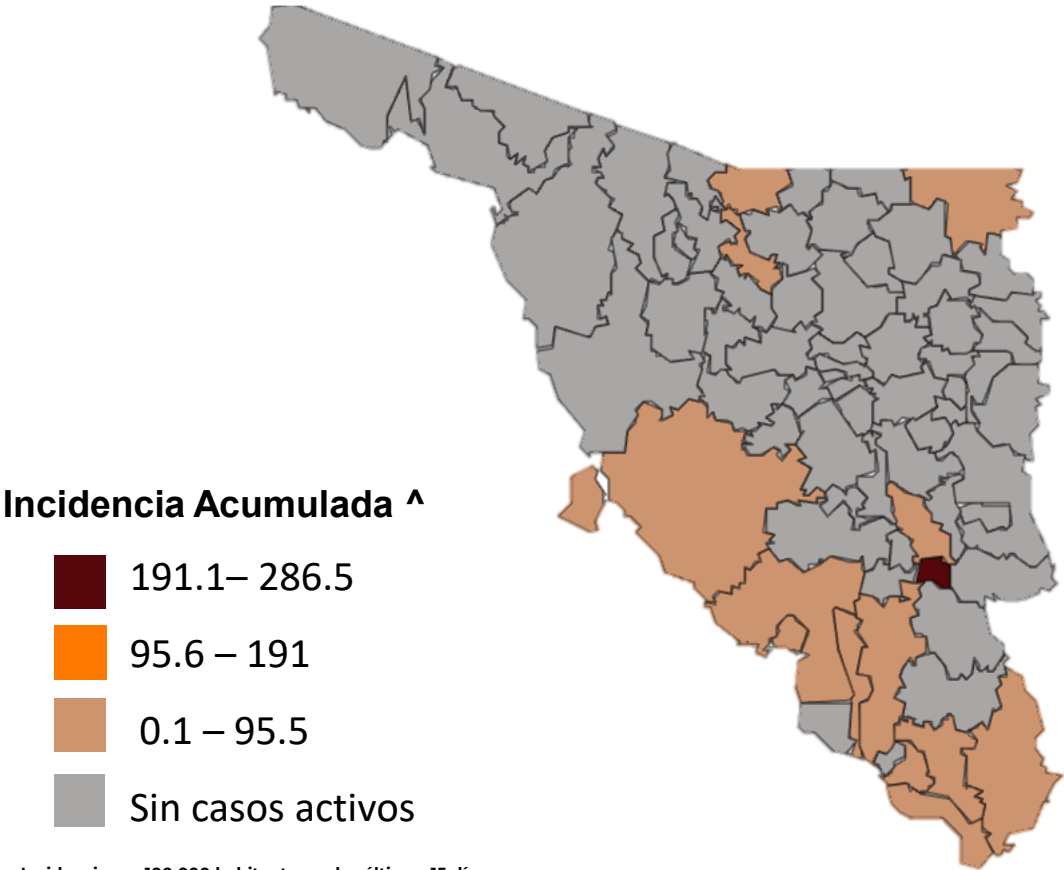 Incidencia Acumulada ^
191.1– 286.5
95.6 – 191
0.1 – 95.5
Sin casos activos